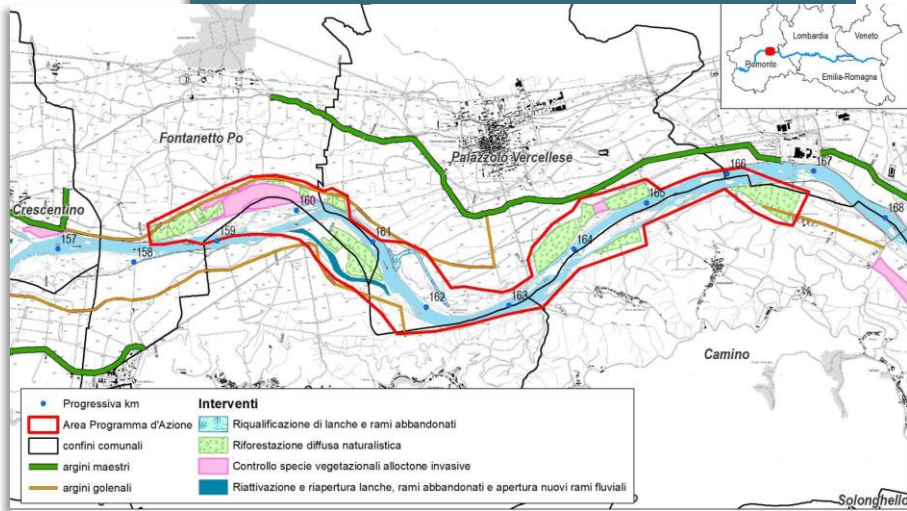 Lombardia
Veneto
Piemonte
Emilia-Romagna
Fontanetto Po
Palazzolo Vercellese
Crescentino
166
167
165
160
168
157
159
161
164
158
162
163
Camino
Progressiva km
Area Programma d'Azione
confini comunali
argini maestri
argini golenali
Interventi
Riqualificazione di lanche e rami abbandonati
Riforestazione diffusa naturalistica
Controllo specie vegetazionali alloctone invasive
Riattivazione e riapertura lanche, rami abbandonati e apertura nuovi rami fluviali
Solonghello